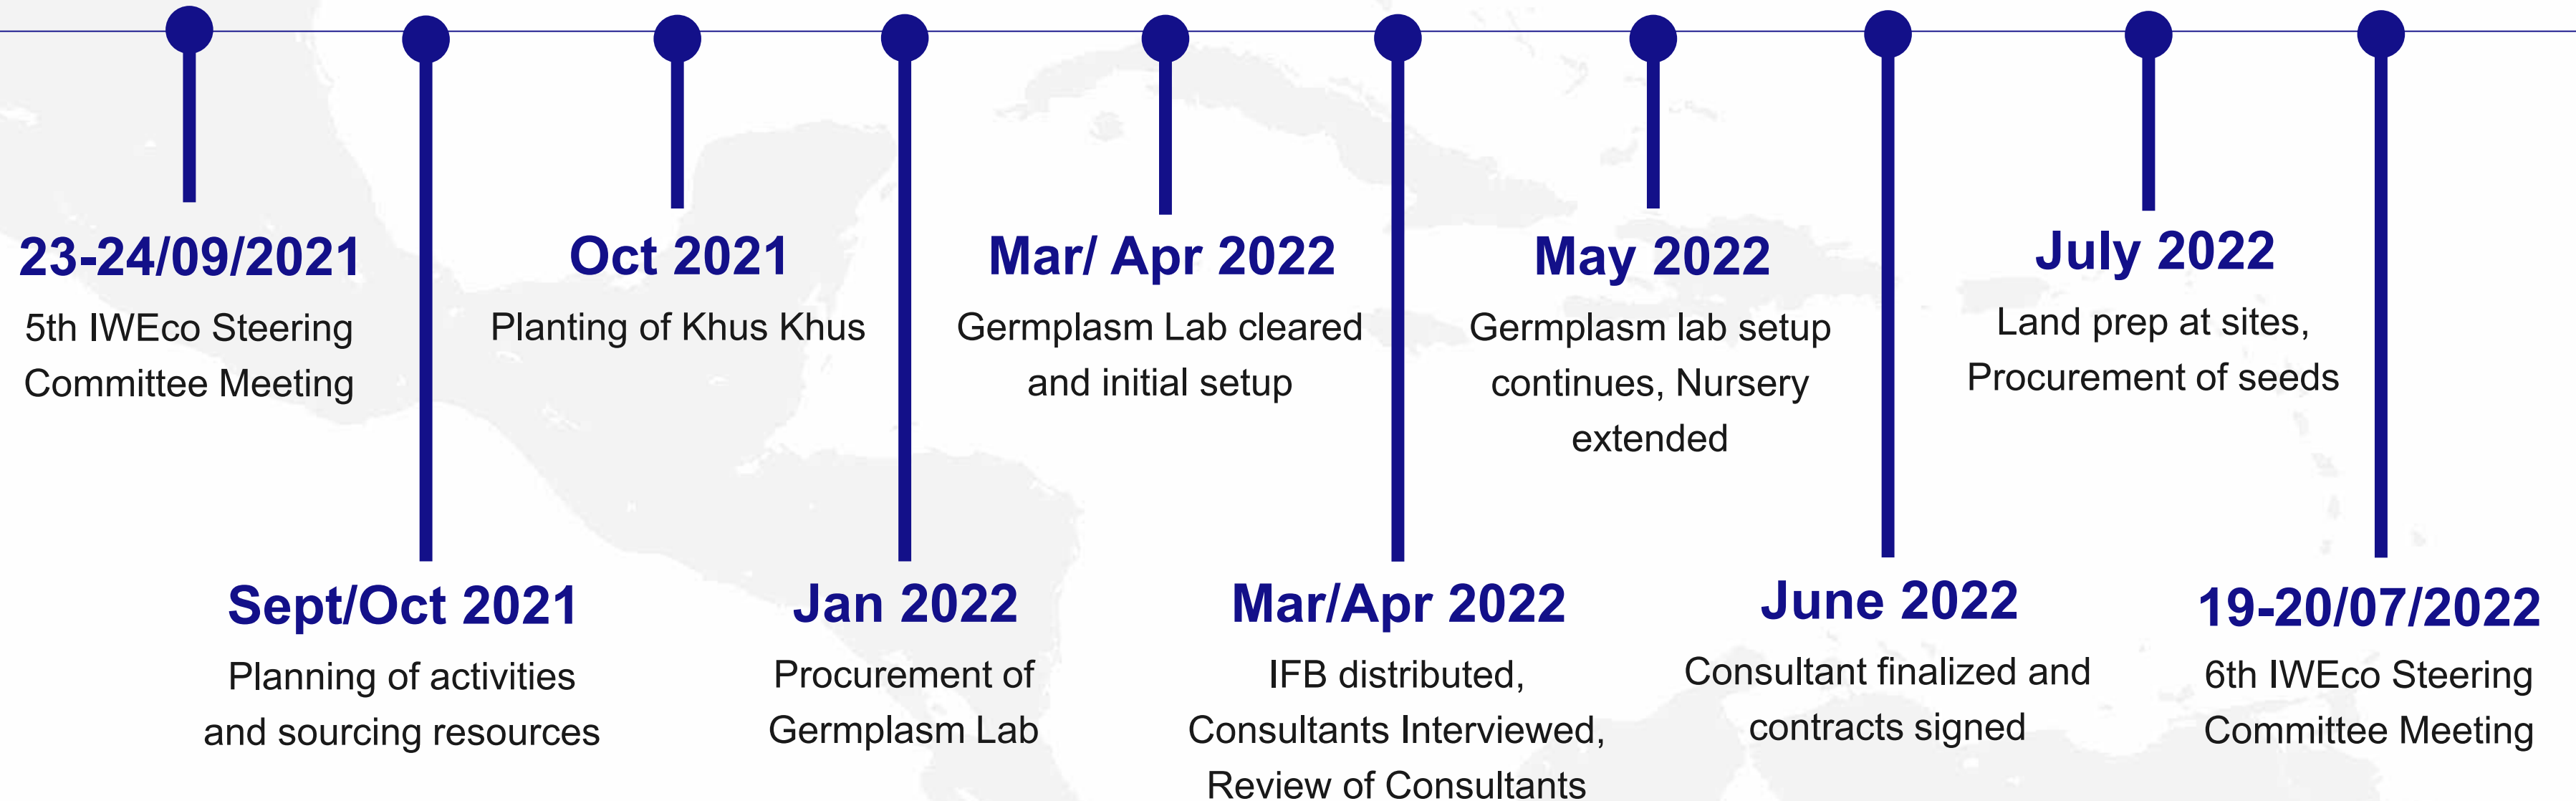 23-24/09/2021
5th IWEco Steering
Committee Meeting
Sept/Oct 2021
Planning of activities
and sourcing resources
Oct 2021
Planting of Khus Khus
Jan 2022
Procurement of
Germplasm Lab
Mar/ Apr 2022
Germplasm Lab cleared
and initial setup
Mar/Apr 2022
IFB distributed,
Consultants Interviewed,
Review of Consultants
May 2022
Germplasm lab setup
continues, Nursery
extended
June 2022
Consultant finalized and
contracts signed
July 2022
Land prep at sites,
Procurement of seeds
19-20/07/2022
6th IWEco Steering
Committee Meeting